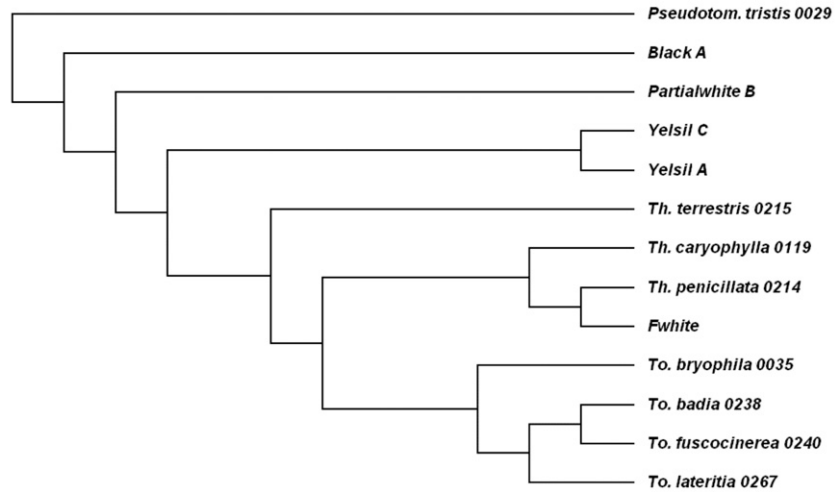 Pseudotom. tristis 0029
Black A
Partialwhite B
Yelsil C
Yelsil A
Th. terrestris 0215
Th. caryophylla 0119
Th. penicillata 0214
Fwhite
To. bryophila 0035
To. badia 0238
To. fuscocinerea 0240
To. lateritia 0267